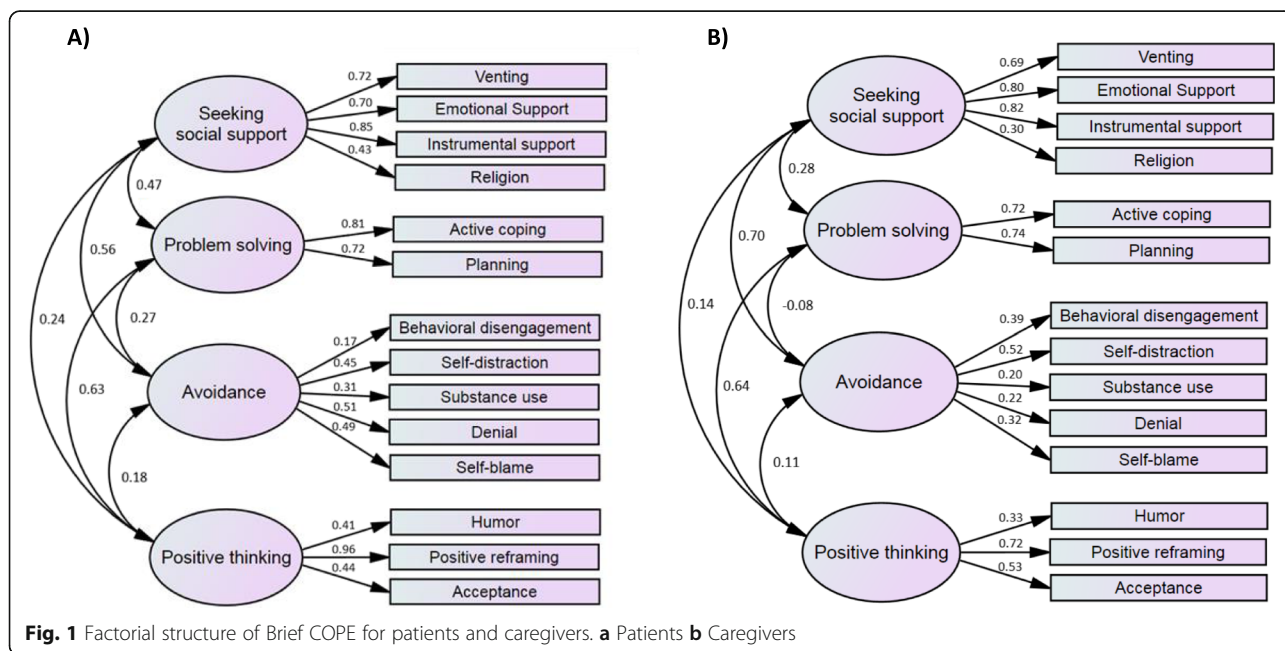 A)
Seeking
social support
0.72
Venting
0.70
Emotional Support
0.85
Instrumental support
0.43
Religion
0.47
Problem solving
0.81
Active coping
0.72
Planning
0.56
0.24
0.27
0.63
Avoidance
0.17
Behavioral disengagement
0.45
Self-distraction
0.31
Substance use
0.51
Denial
0.49
Self-blame
0.18
Positive thinking
0.41
Humor
0.96
Positive reframing
0.44
Acceptance
B)
Seeking
social support
0.69
Venting
0.80
Emotional Support
0.82
Instrumental support
0.30
Religion
0.28
Problem solving
0.72
Active coping
0.74
Planning
0.70
0.14
-0.08
0.64
Avoidance
0.39
Behavioral disengagement
0.52
Self-distraction
0.20
Substance use
0.22
Denial
0.32
Self-blame
0.11
Positive thinking
0.33
Humor
0.72
Positive reframing
0.53
Acceptance
Fig. 1 Factorial structure of Brief COPE for patients and caregivers. a Patients b Caregivers